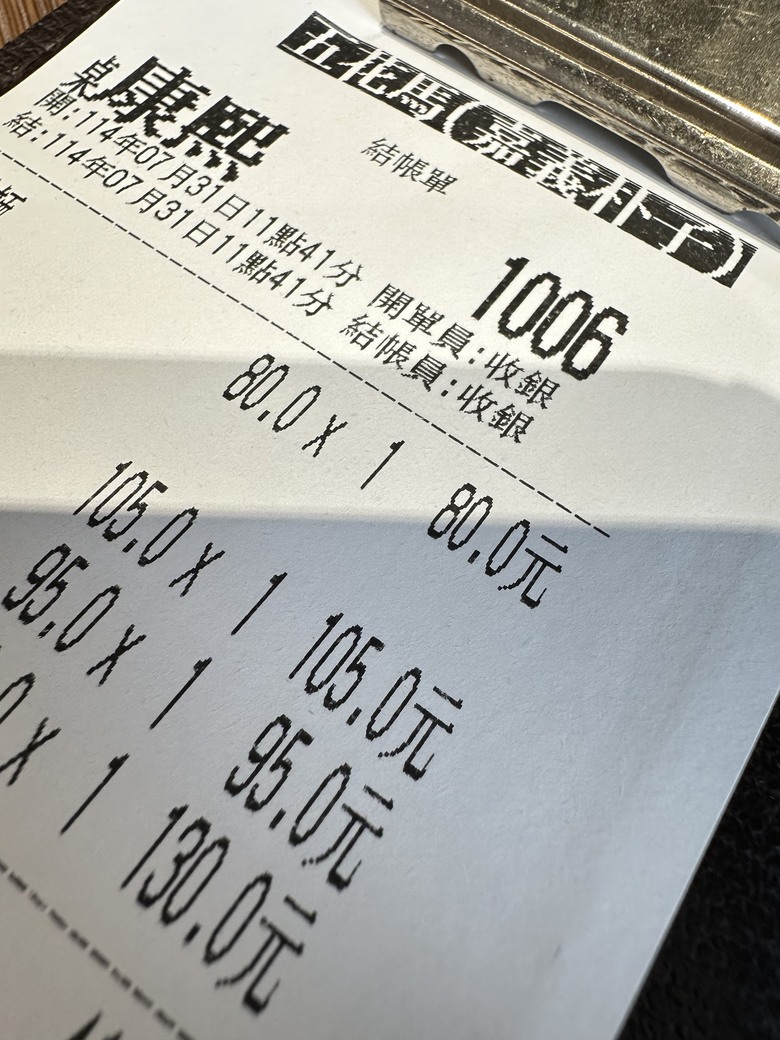 五花馬(嘉義朴子)
結帳單
桌康熙 1006
開:114年07月31日11點41分 開單員:收銀
結:114年07月31日11點41分 結帳員:收銀
80.0 x 1 80.0元
105.0 x 1 105.0元
95.0 x 1 95.0元
0 x 1 130.0元